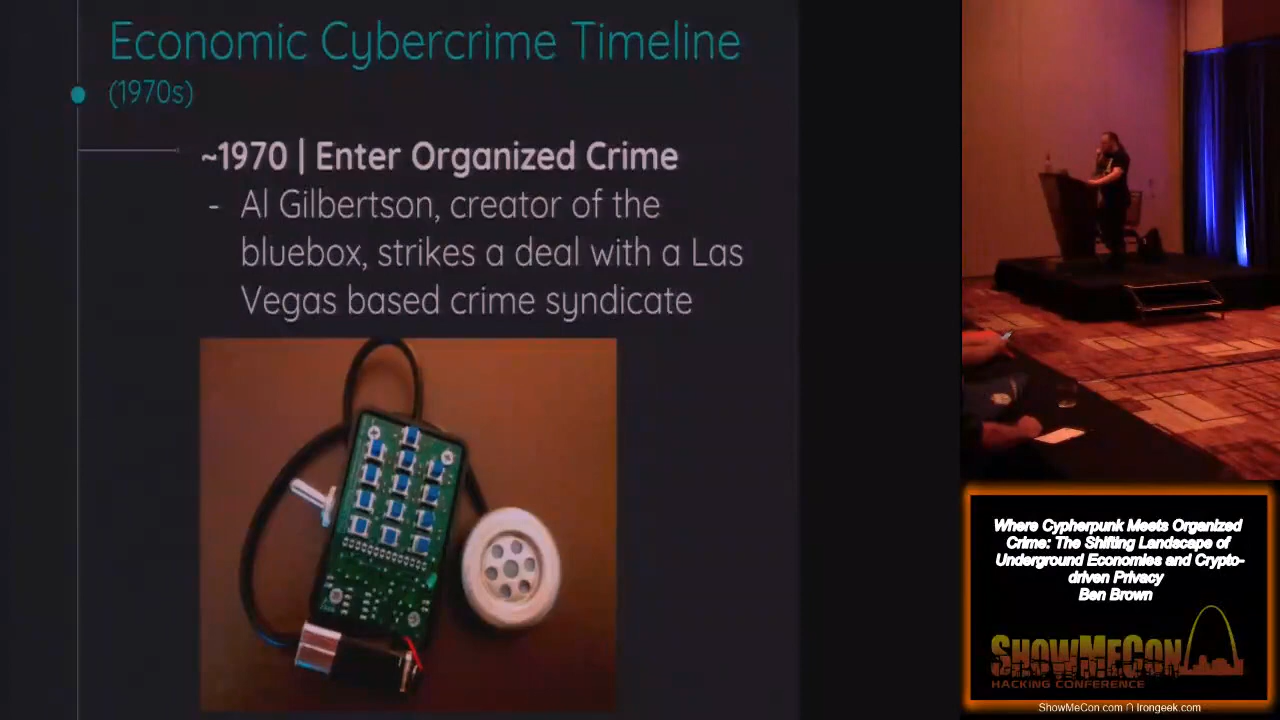 Economic Cybercrime Timeline
(1970s)
~1970 | Enter Organized Crime
- Al Gilbertson, creator of the
bluebox, strikes a deal with a Las
Vegas based crime syndicate
Where Cypherpunk Meets Organized
Crime: The Shifting Landscape of
Underground Economies and Crypto-
driven Privacy
Ben Brown
SHOWMECON
HACKING CONFERENCE
ShowMeCon.com ∩ Irongeek.com